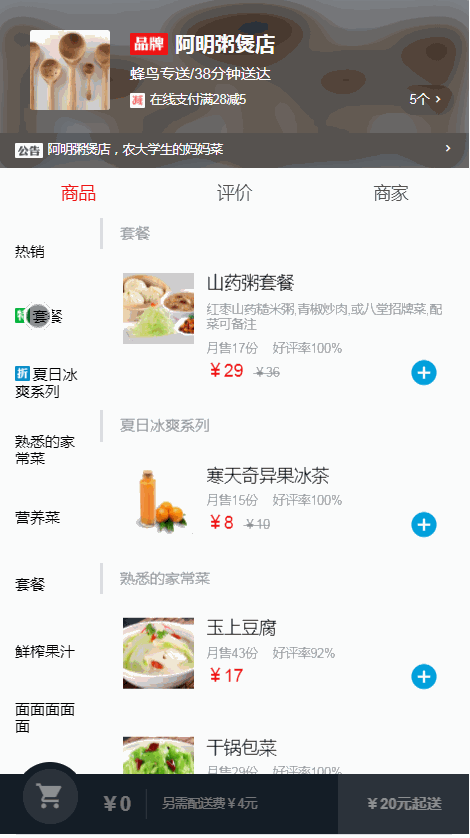 品牌 阿明粥煲店
蜂鸟专送/38分钟送达
减 在线支付满28减5
5个 >
公告 阿明粥煲店，农大学生的妈妈菜 >
商品 评价 商家
热销
套餐
折 夏日冰
爽系列
熟悉的家
常菜
营养菜
套餐
鲜榨果汁
面面面面
面
套餐
山药粥套餐
红枣山药糙米粥,青椒炒肉,或八堂招牌菜,配
菜可备注
月售17份 好评率100%
￥29 ￥36
夏日冰爽系列
寒天奇异果冰茶
月售15份 好评率100%
￥8 ￥10
熟悉的家常菜
玉上豆腐
月售43份 好评率92%
￥17
干锅包菜
月售29份 好评率100%
￥0 另需配送费￥4元 ￥20元起送